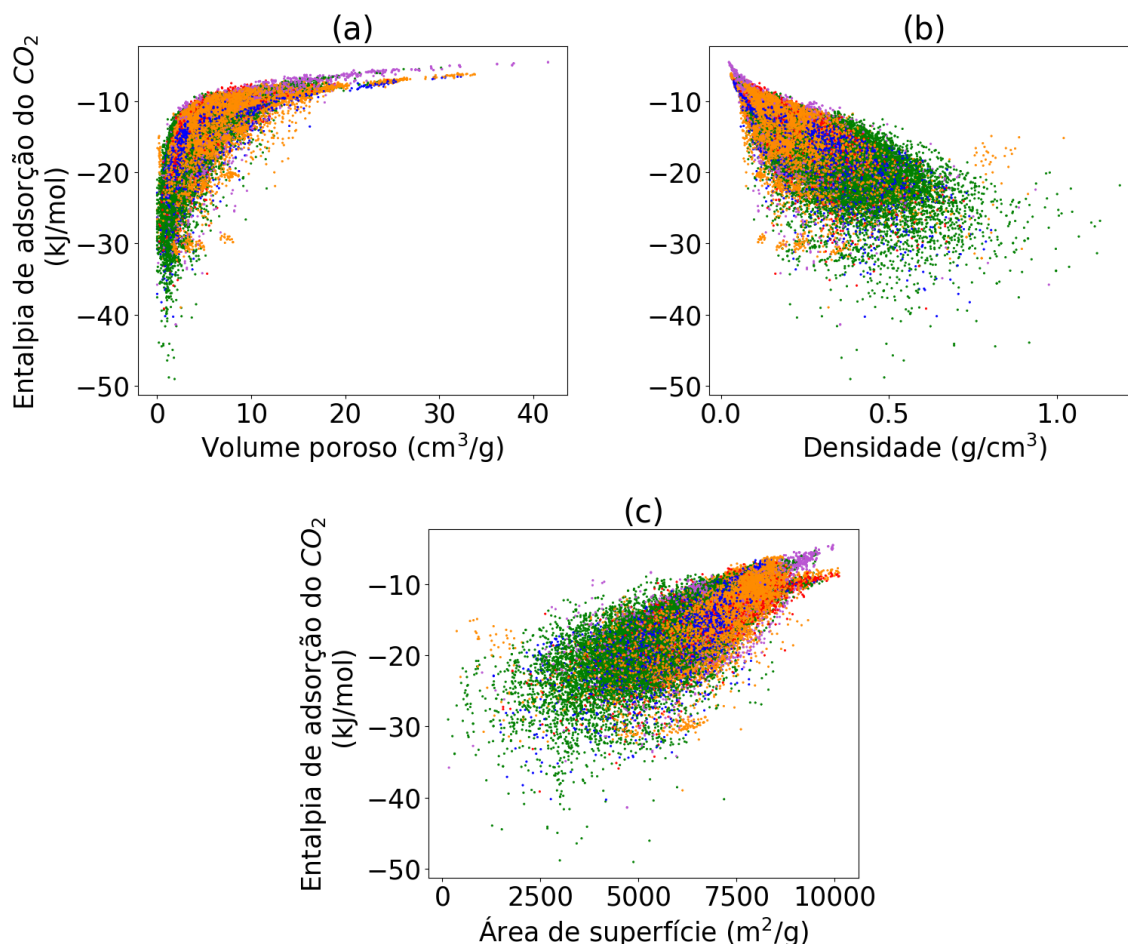 (a)
Entalpia de adsorção do CO₂
(kJ/mol)
−10
−20
−30
−40
−50
0 10 20 30 40
Volume poroso (cm³/g)
(b)
−10
−20
−30
−40
−50
0.0 0.5 1.0
Densidade (g/cm³)
(c)
Entalpia de adsorção do CO₂
(kJ/mol)
−10
−20
−30
−40
−50
0 2500 5000 7500 10000
Área de superfície (m²/g)